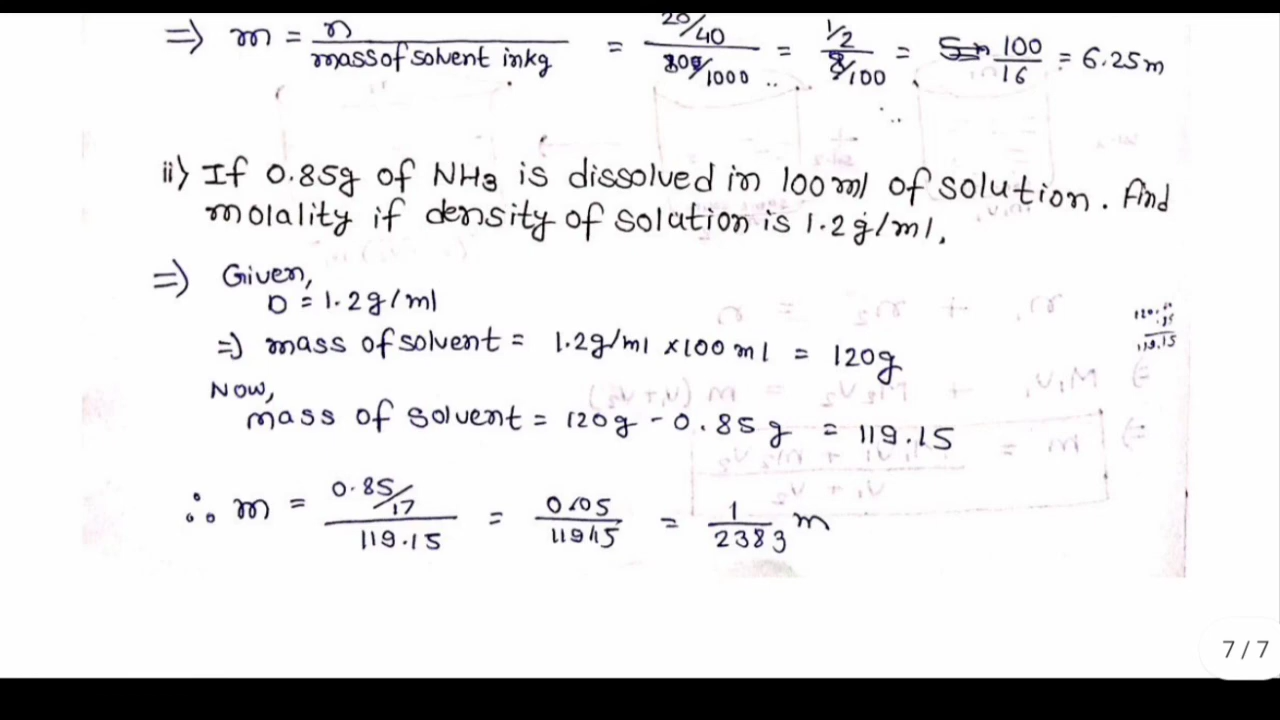 ⇒ m = n / mass of solvent in kg = 20/40 / 80/1000 = 1/2 / 8/100 = 100/16 = 6.25m
ii) If 0.85g of NH3 is dissolved in 100ml of solution. Find
molality if density of solution is 1.2g/ml.
⇒ Given,
D = 1.2g/ml
⇒ mass of solvent = 1.2g/ml × 100 ml = 120g
Now,
mass of solvent = 120g - 0.85g = 119.15
∴ m = 0.85/17 / 119.15 = 0.05 / 119.15 = 1/2383 m
7 / 7